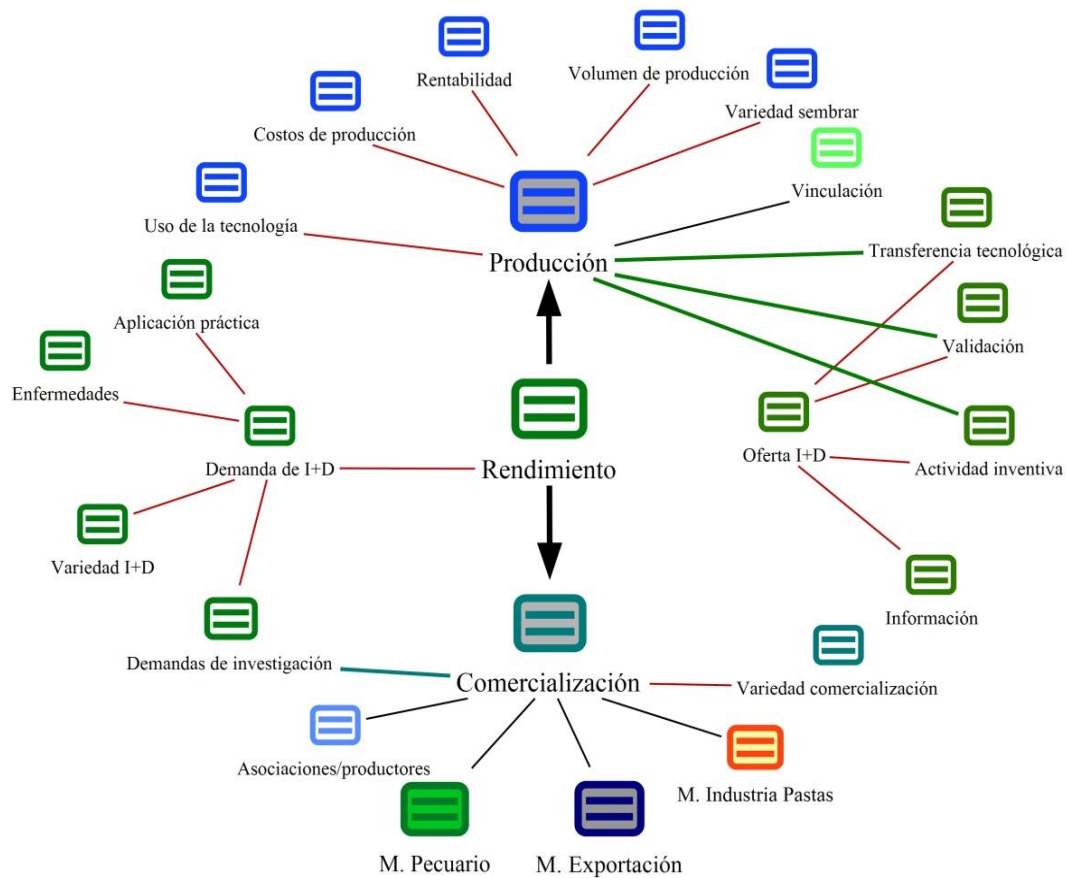 Rentabilidad
Volumen de producción
Variedad sembrar
Costos de producción
Vinculación
Uso de la tecnología
Transferencia tecnológica
Producción
Aplicación práctica
Validación
Enfermedades
Oferta I+D
Actividad inventiva
Demanda de I+D
Rendimiento
Variedad I+D
Información
Demandas de investigación
Comercialización
Variedad comercialización
Asociaciones/productores
M. Industria Pastas
M. Pecuario
M. Exportación